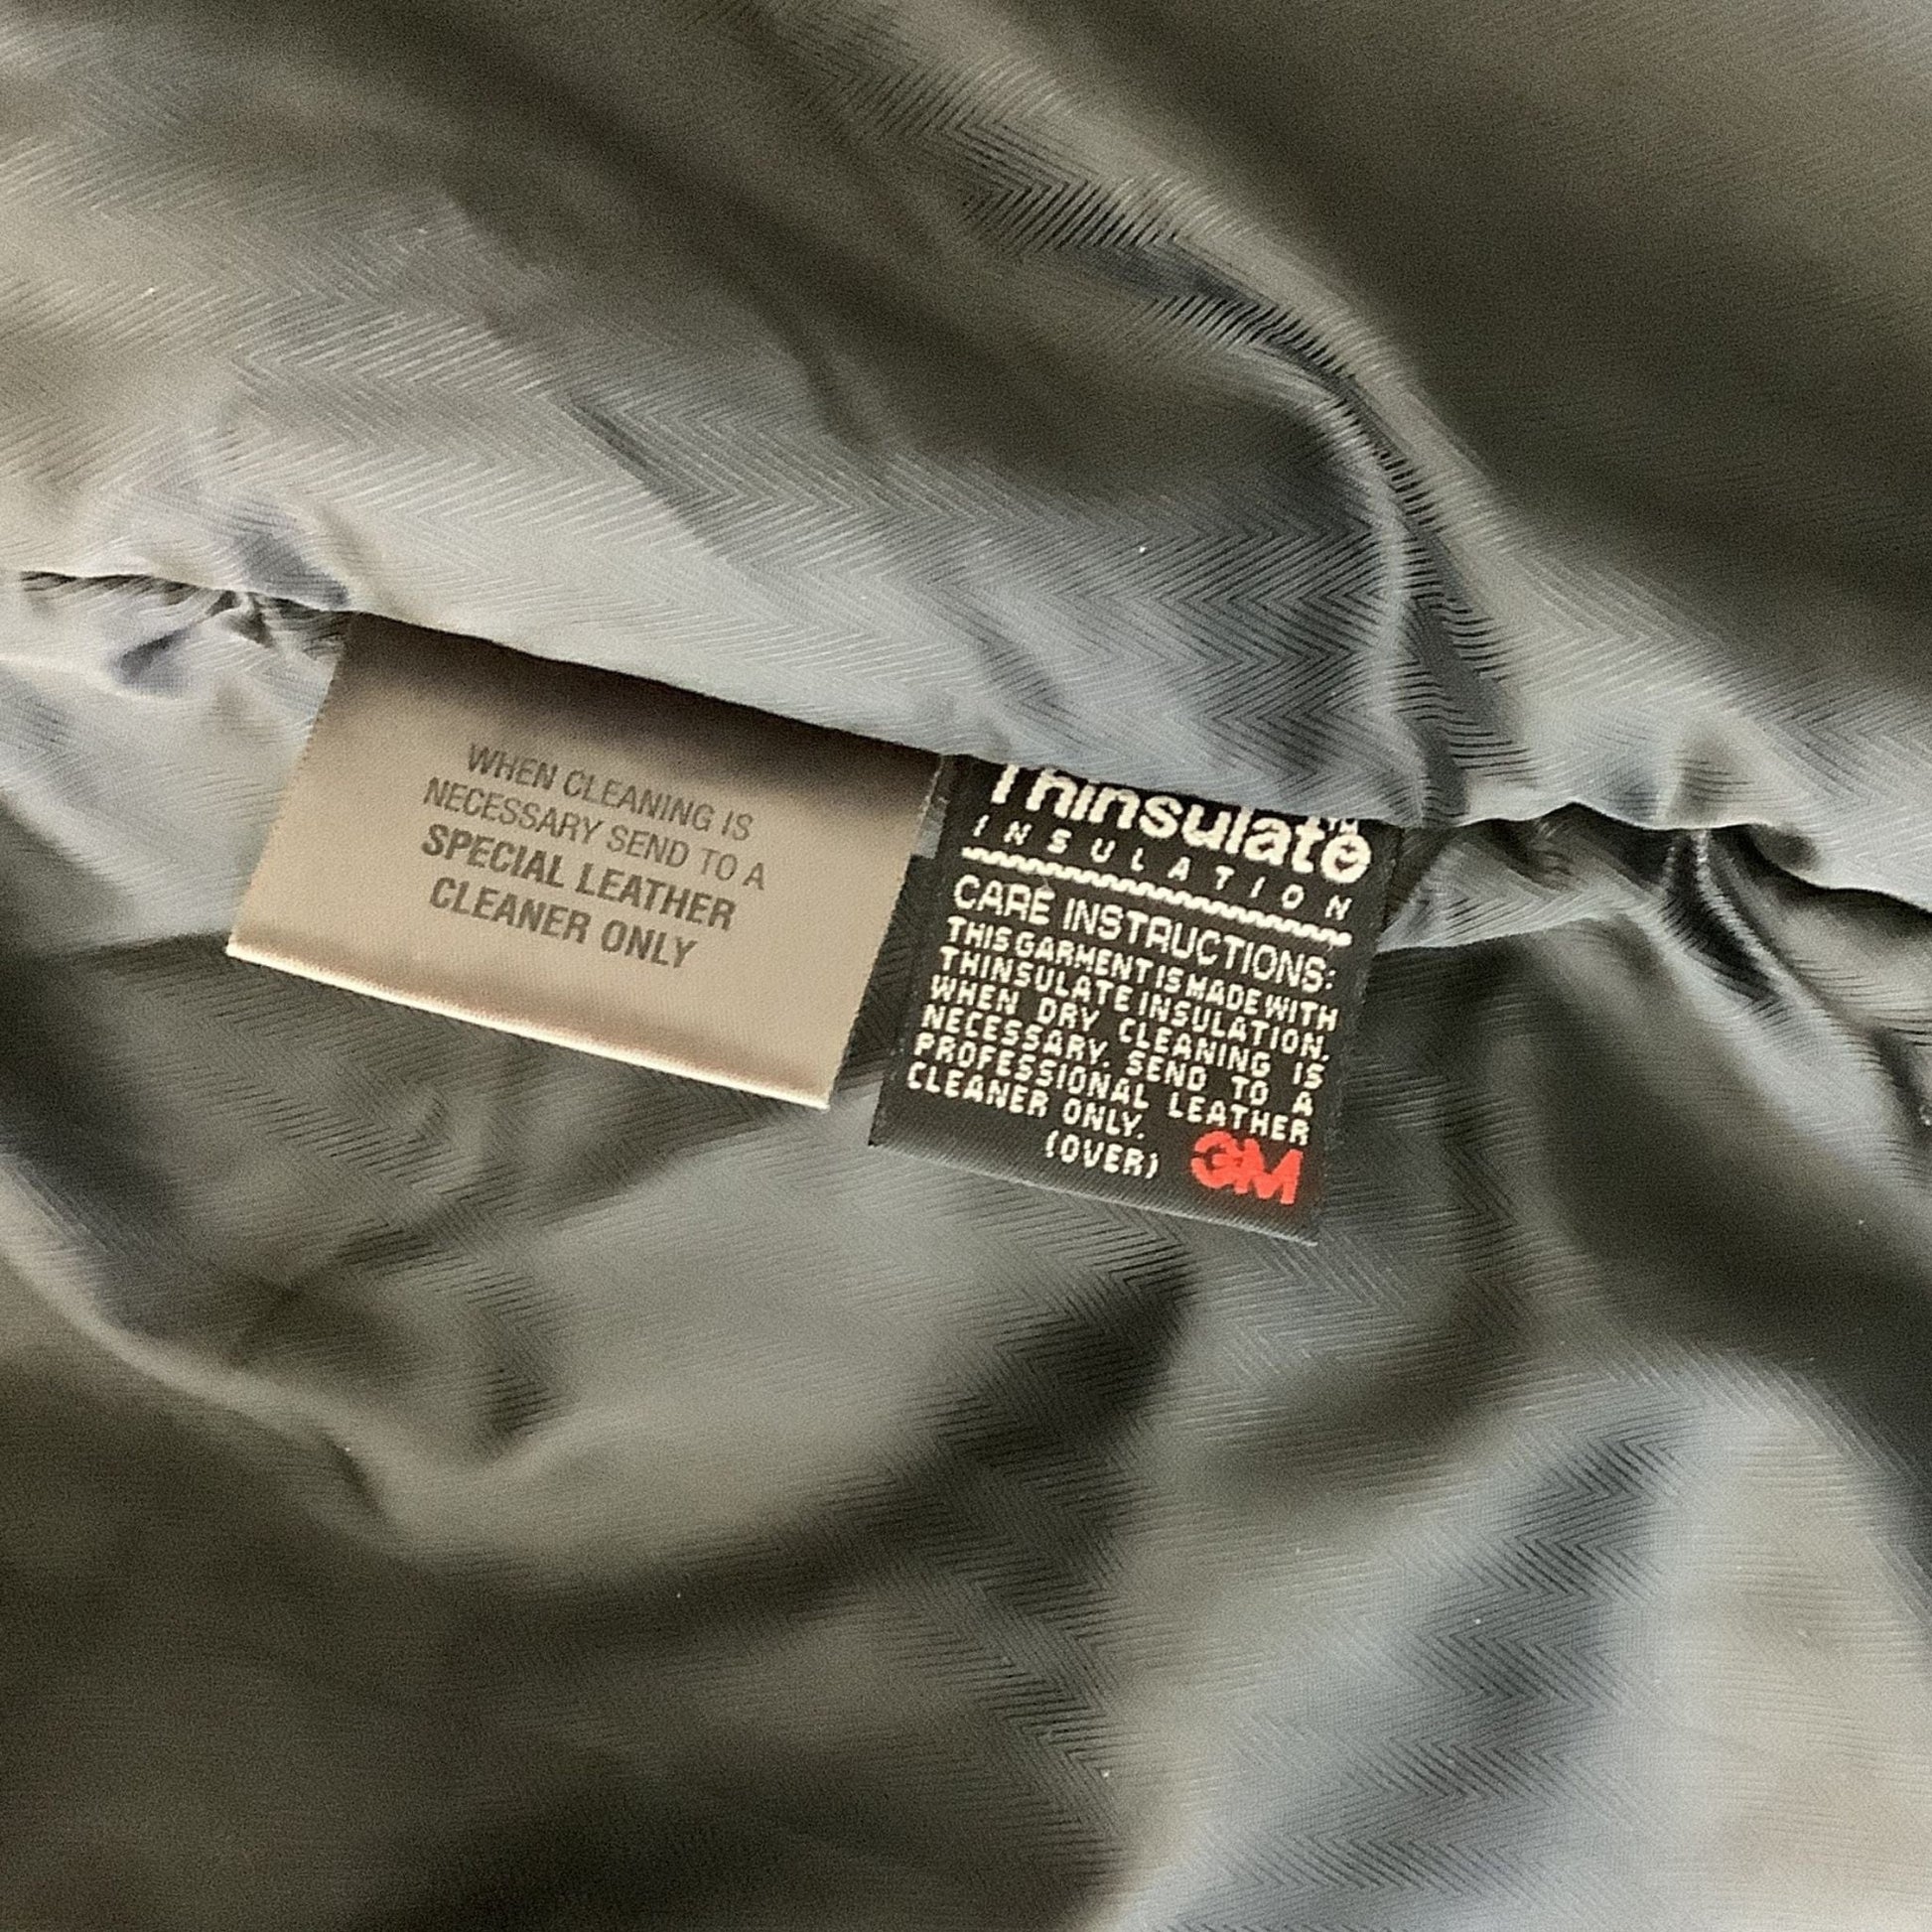 WHEN CLEANING IS
NECESSARY SEND TO A
SPECIAL LEATHER
CLEANER ONLY
Thinsulate™
INSULATION
CARE INSTRUCTIONS:
THIS GARMENT IS MADE WITH
THINSULATE INSULATION.
WHEN DRY CLEANING IS
NECESSARY, SEND TO A
PROFESSIONAL LEATHER
CLEANER ONLY.
(OVER) 3M